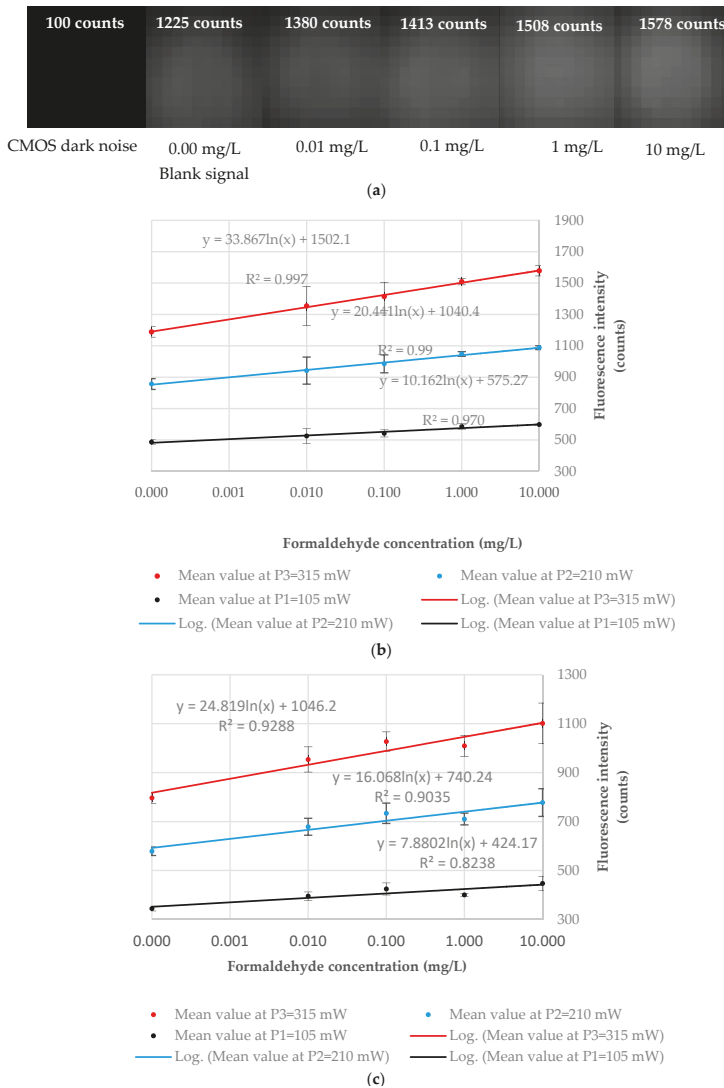 100 counts 1225 counts 1380 counts 1413 counts 1508 counts 1578 counts
CMOS dark noise 0.00 mg/L 0.01 mg/L 0.1 mg/L 1 mg/L 10 mg/L
Blank signal
(a)
1900
y = 33.867ln(x) + 1502.1
1700
R² = 0.997
1500
y = 20.441ln(x) + 1040.4
1300
R² = 0.99
1100
y = 10.162ln(x) + 575.27
900
R² = 0.970
700
500
300
Fluorescence intensity
(counts)
0.000 0.001 0.010 0.100 1.000 10.000
Formaldehyde concentration (mg/L)
Mean value at P3=315 mW Mean value at P2=210 mW
Mean value at P1=105 mW Log. (Mean value at P3=315 mW)
Log. (Mean value at P2=210 mW) Log. (Mean value at P1=105 mW)
(b)
1300
y = 24.819ln(x) + 1046.2
R² = 0.9288
1100
y = 16.068ln(x) + 740.24
R² = 0.9035
900
y = 7.8802ln(x) + 424.17
R² = 0.8238
700
500
300
Fluorescence intensity
(counts)
0.000 0.001 0.010 0.100 1.000 10.000
Formaldehyde concentration (mg/L)
Mean value at P3=315 mW Mean value at P2=210 mW
Mean value at P1=105 mW Log. (Mean value at P3=315 mW)
Log. (Mean value at P2=210 mW) Log. (Mean value at P1=105 mW)
(c)